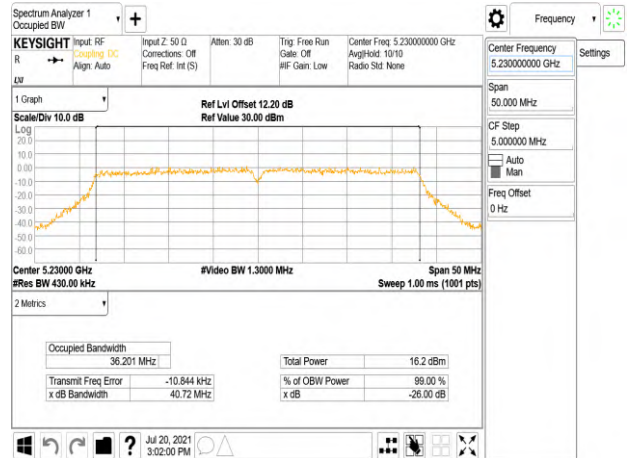 Spectrum Analyzer 1
Occupied BW
Frequency
KEYSIGHT
R
LXI
Input: RF
Coupling: DC
Align: Auto
Input Z: 50 Ω
Corrections: Off
Freq Ref: Int (S)
Atten: 30 dB
Trig: Free Run
Gate: Off
#IF Gain: Low
Center Freq: 5.230000000 GHz
Avg|Hold: 10/10
Radio Std: None
Center Frequency
5.230000000 GHz
Settings
Span
50.000 MHz
CF Step
5.000000 MHz
Auto
Man
Freq Offset
0 Hz
1 Graph
Scale/Div 10.0 dB
Ref Lvl Offset 12.20 dB
Ref Value 30.00 dBm
Log
20.0
10.0
0.00
-10.0
-20.0
-30.0
-40.0
-50.0
-60.0
Center 5.23000 GHz
#Video BW 1.3000 MHz
Span 50 MHz
#Res BW 430.00 kHz
Sweep 1.00 ms (1001 pts)
2 Metrics
Occupied Bandwidth
36.201 MHz
Total Power 16.2 dBm
Transmit Freq Error -10.844 kHz
% of OBW Power 99.00 %
x dB Bandwidth 40.72 MHz
x dB -26.00 dB
?
Jul 20, 2021
3:02:00 PM